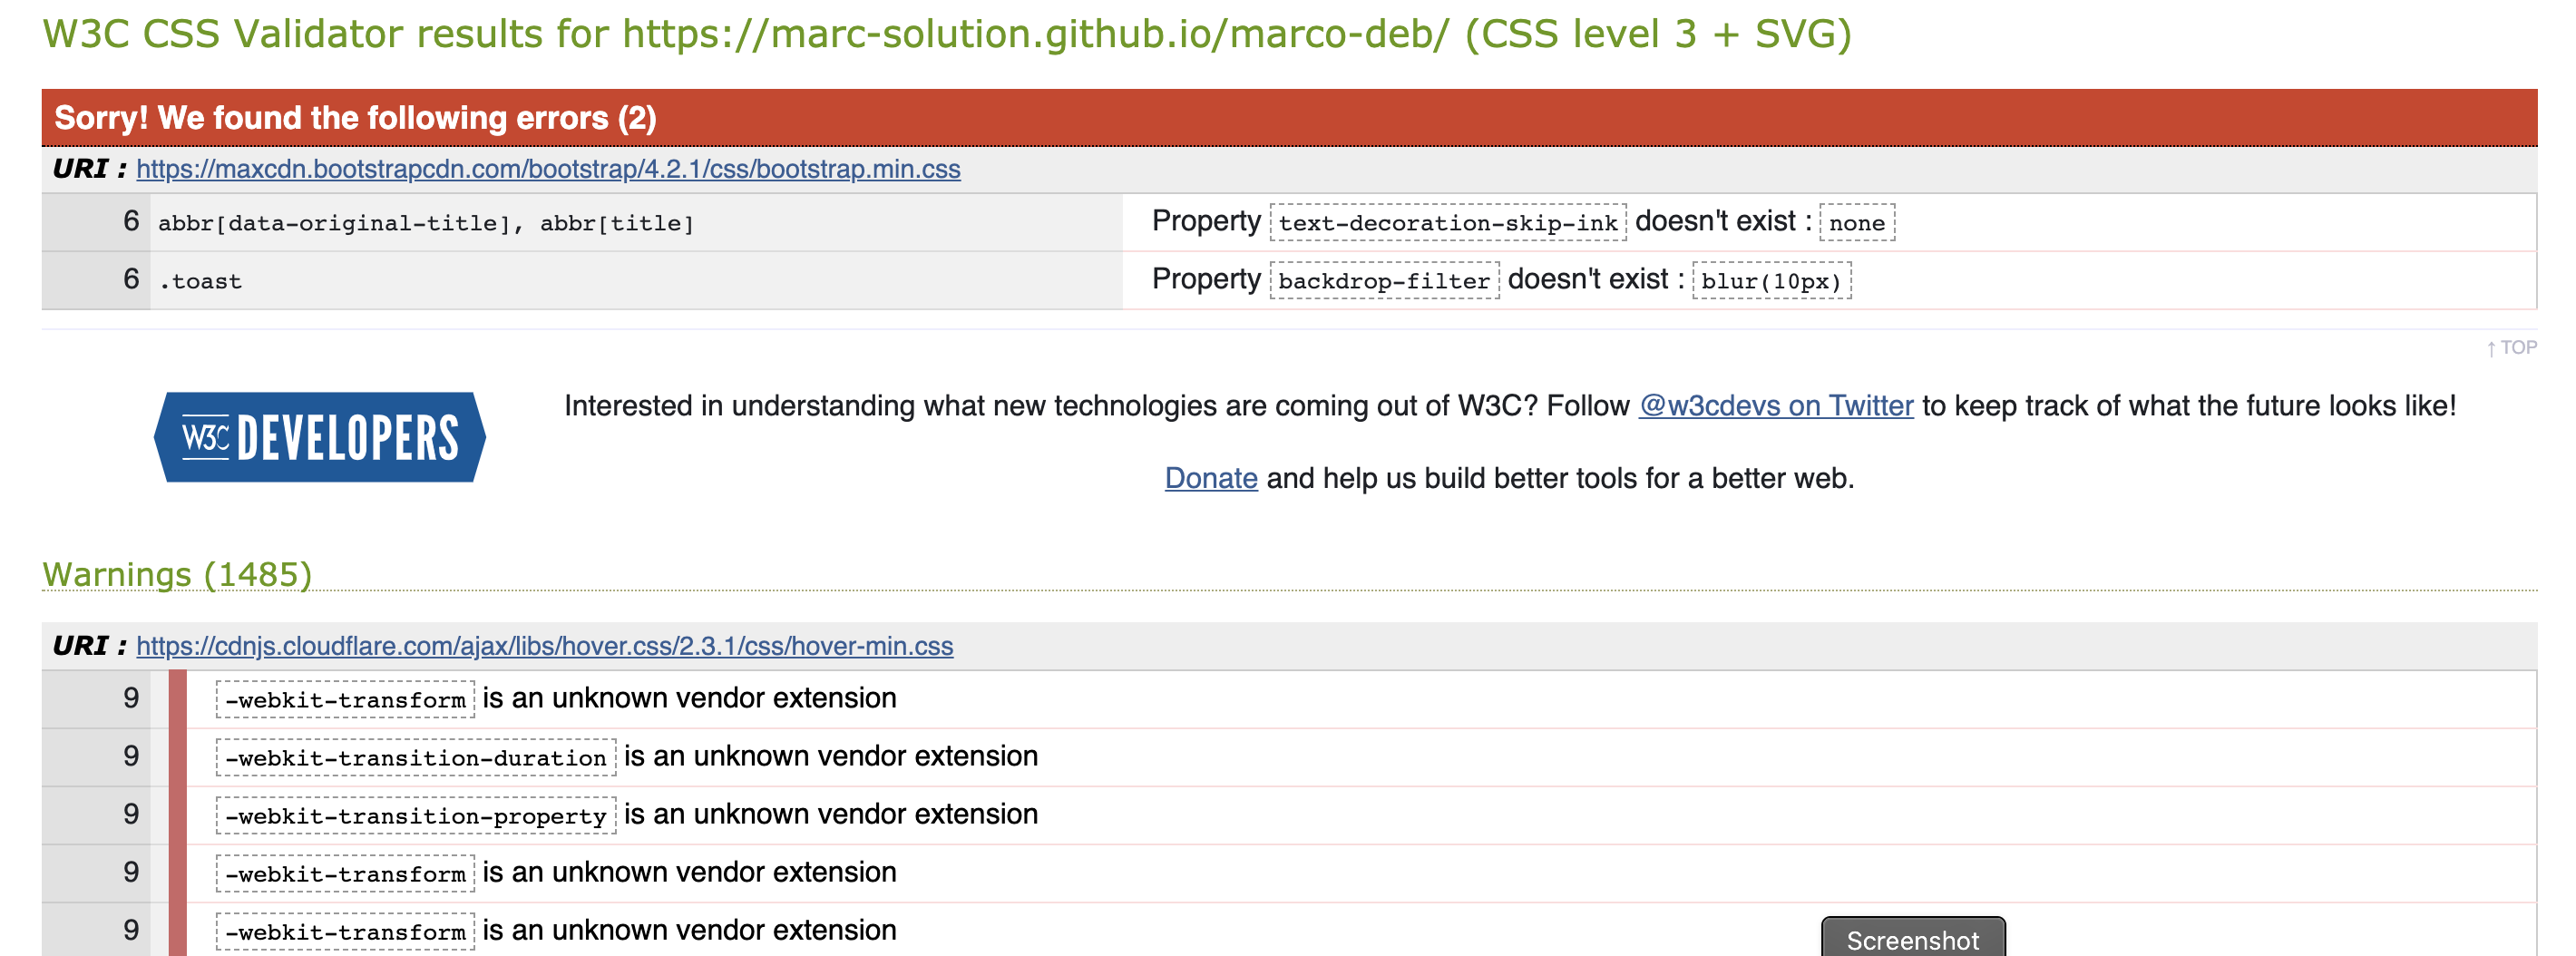 W3C CSS Validator results for https://marc-solution.github.io/marco-deb/ (CSS level 3 + SVG)
Sorry! We found the following errors (2)
URI : https://maxcdn.bootstrapcdn.com/bootstrap/4.2.1/css/bootstrap.min.css
6 abbr[data-original-title], abbr[title] Property text-decoration-skip-ink doesn't exist : none
6 .toast Property backdrop-filter doesn't exist : blur(10px)
↑ TOP
W3C DEVELOPERS
Interested in understanding what new technologies are coming out of W3C? Follow @w3cdevs on Twitter to keep track of what the future looks like!
Donate and help us build better tools for a better web.
Warnings (1485)
URI : https://cdnjs.cloudflare.com/ajax/libs/hover.css/2.3.1/css/hover-min.css
9 -webkit-transform is an unknown vendor extension
9 -webkit-transition-duration is an unknown vendor extension
9 -webkit-transition-property is an unknown vendor extension
9 -webkit-transform is an unknown vendor extension
9 -webkit-transform is an unknown vendor extension
Screenshot